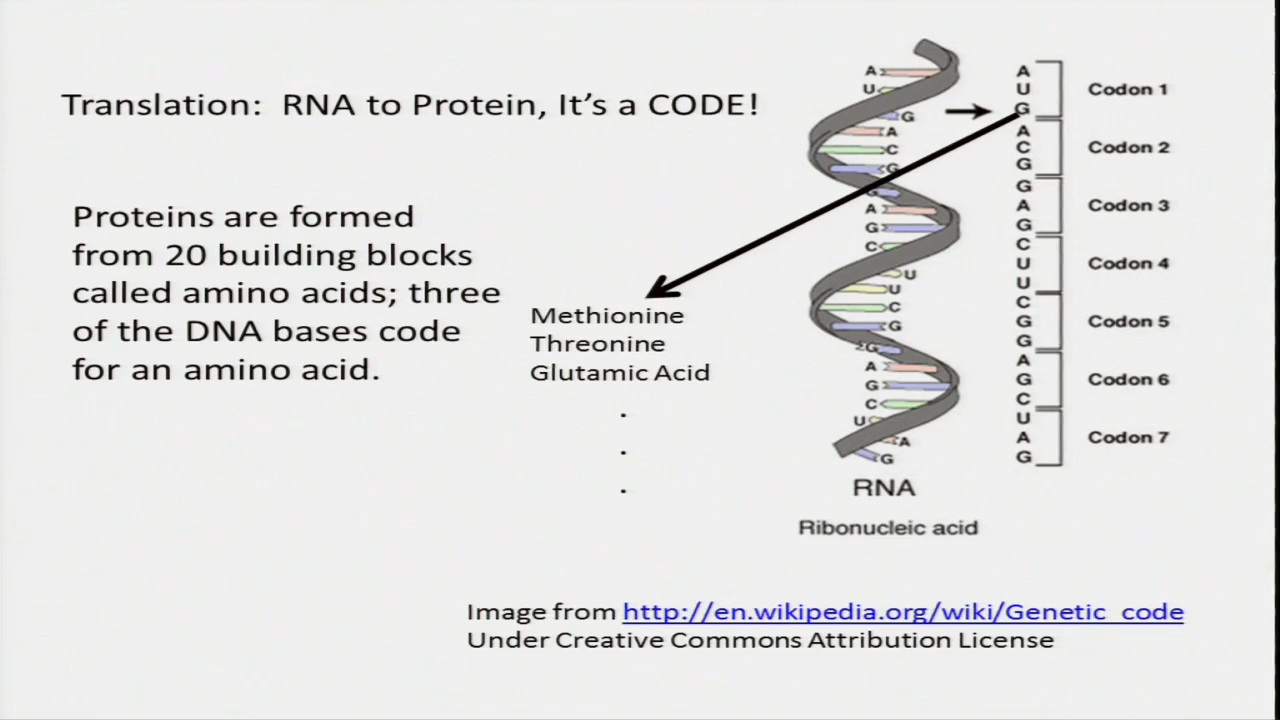 Translation: RNA to Protein, It's a CODE!
Proteins are formed
from 20 building blocks
called amino acids; three
of the DNA bases code
for an amino acid.
Methionine
Threonine
Glutamic Acid
.
.
.
A
U
G
A
C
G
G
A
G
C
U
U
C
G
G
A
G
C
U
A
G
RNA
Ribonucleic acid
A
U
G
Codon 1
A
C
G
Codon 2
G
A
G
Codon 3
C
U
U
Codon 4
C
G
G
Codon 5
A
G
C
Codon 6
U
A
G
Codon 7
Image from http://en.wikipedia.org/wiki/Genetic_code
Under Creative Commons Attribution License